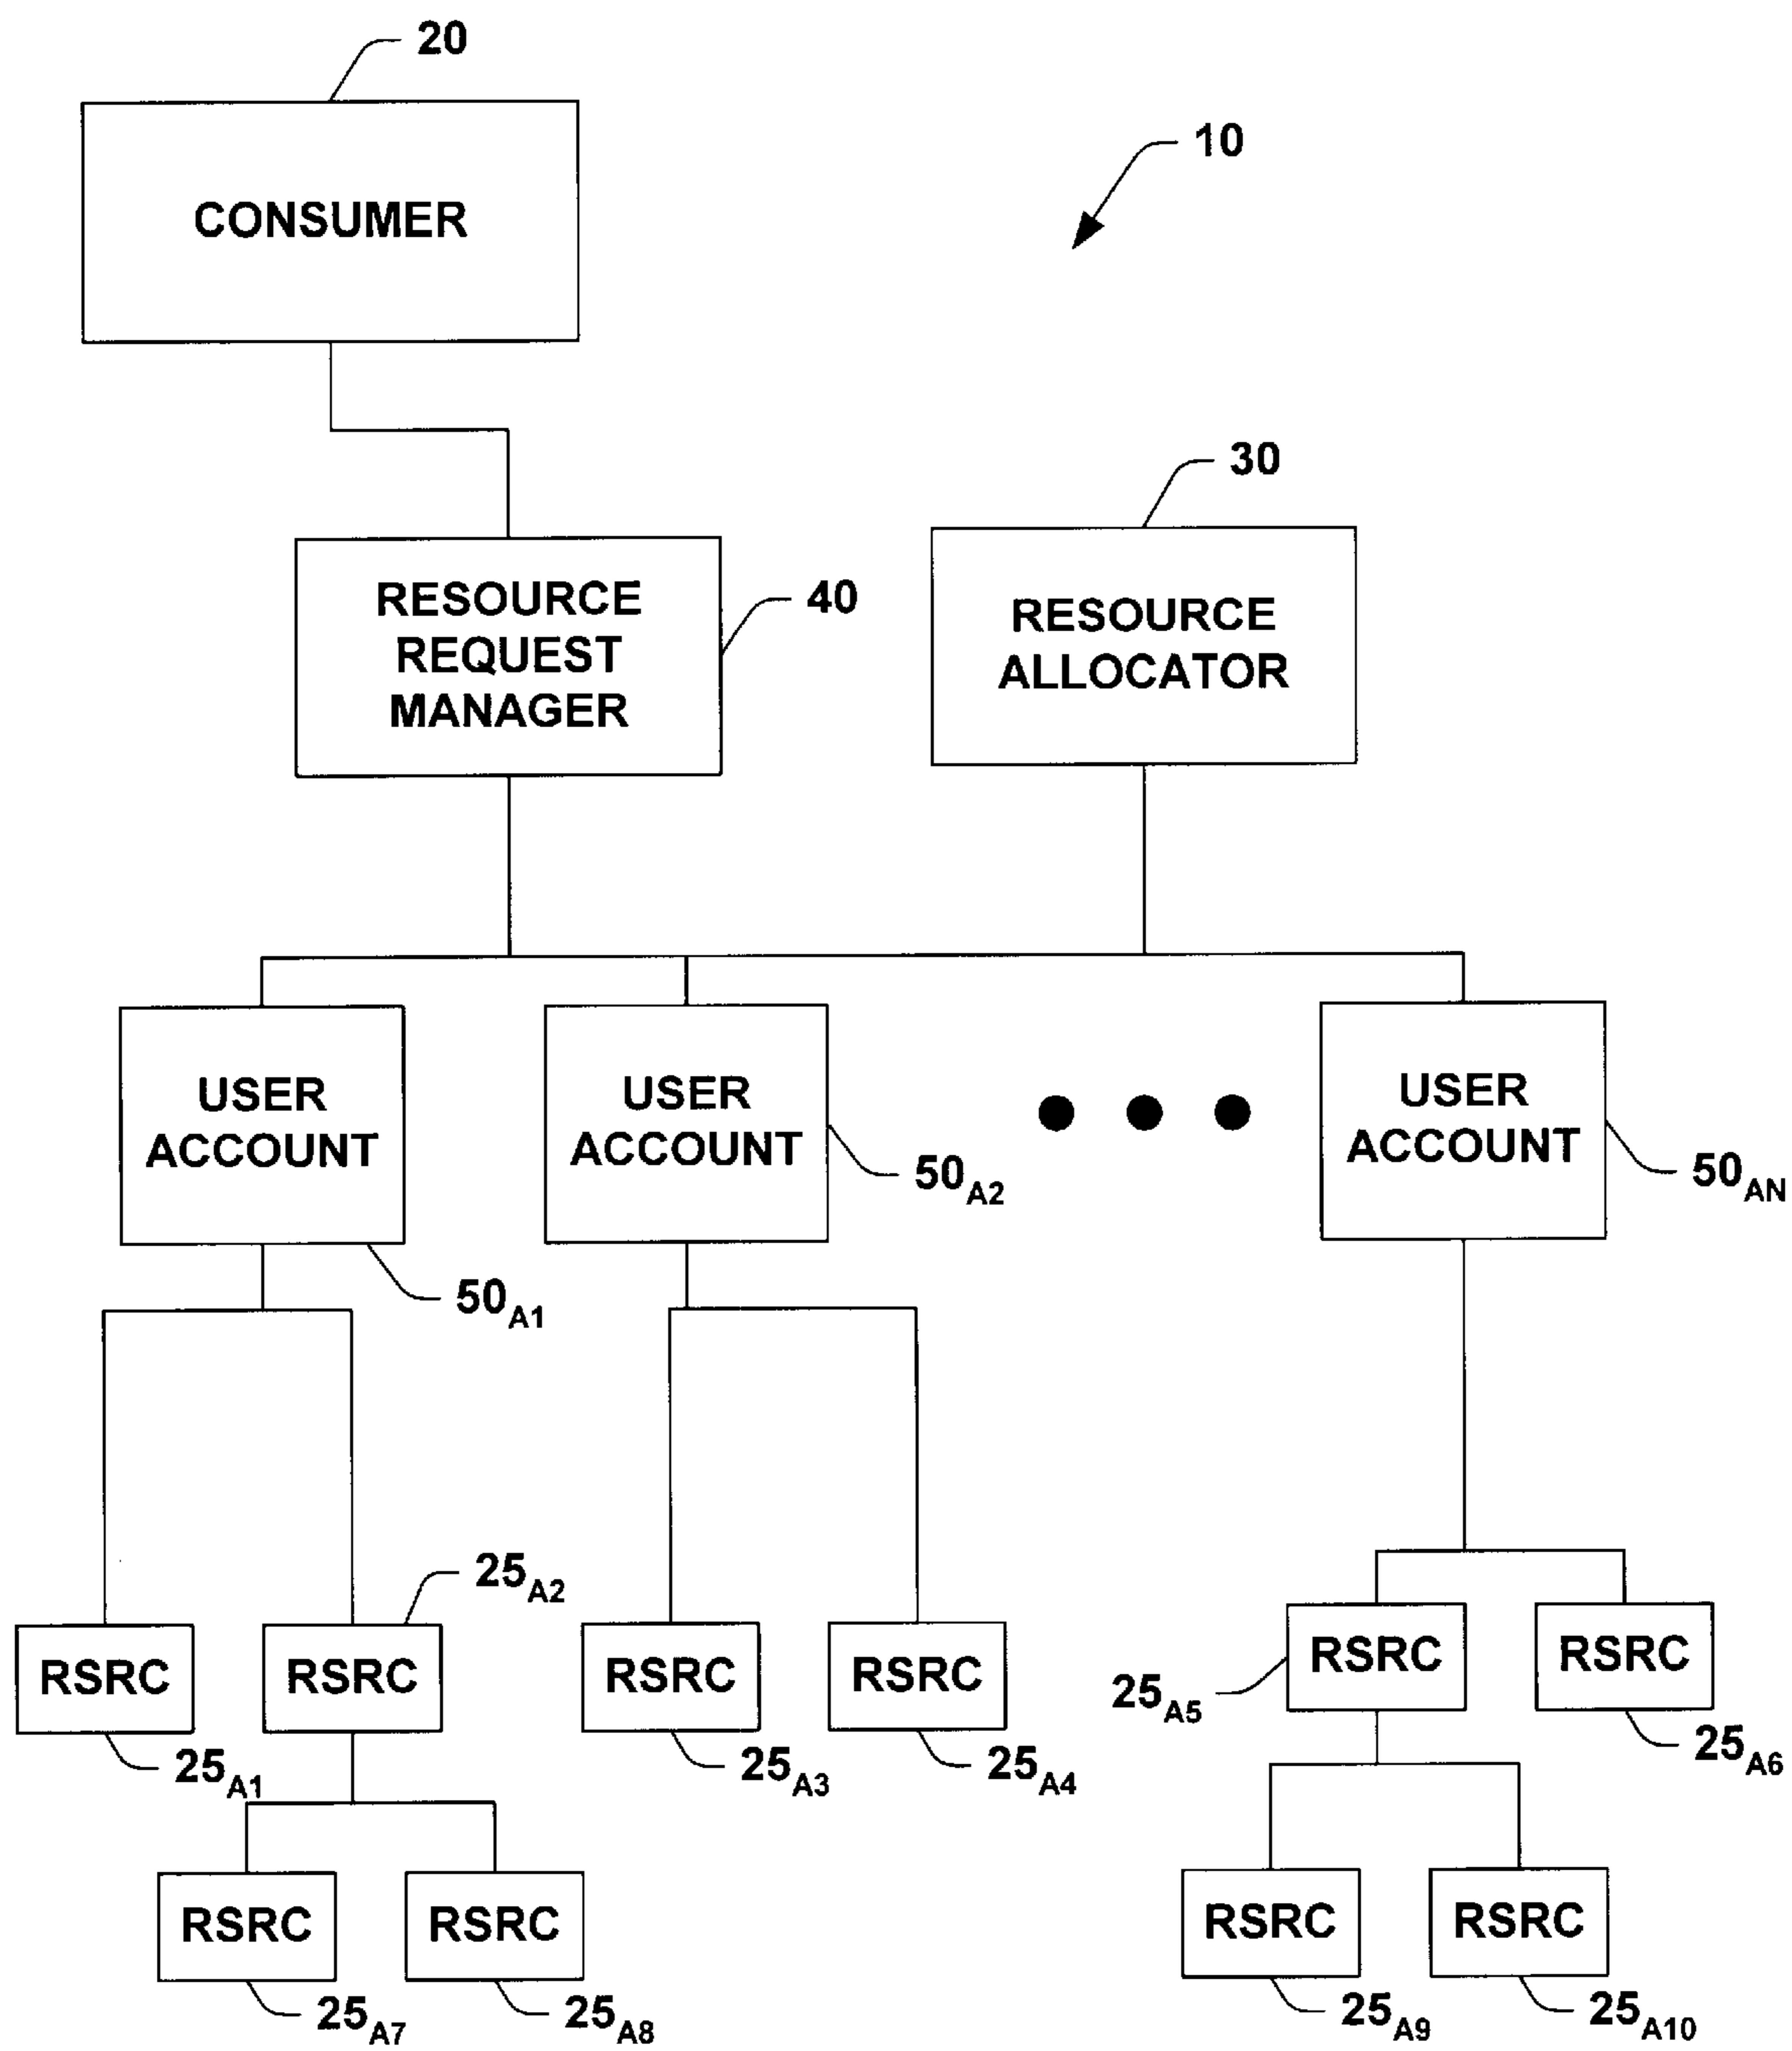 20
10
CONSUMER
30
RESOURCE
REQUEST
MANAGER
40
RESOURCE
ALLOCATOR
USER
ACCOUNT
50A1
USER
ACCOUNT
50A2
USER
ACCOUNT
50AN
25A2
RSRC
25A1
RSRC
RSRC
25A3
RSRC
25A4
RSRC
25A5
RSRC
25A6
RSRC
25A7
RSRC
25A8
RSRC
25A9
RSRC
25A10